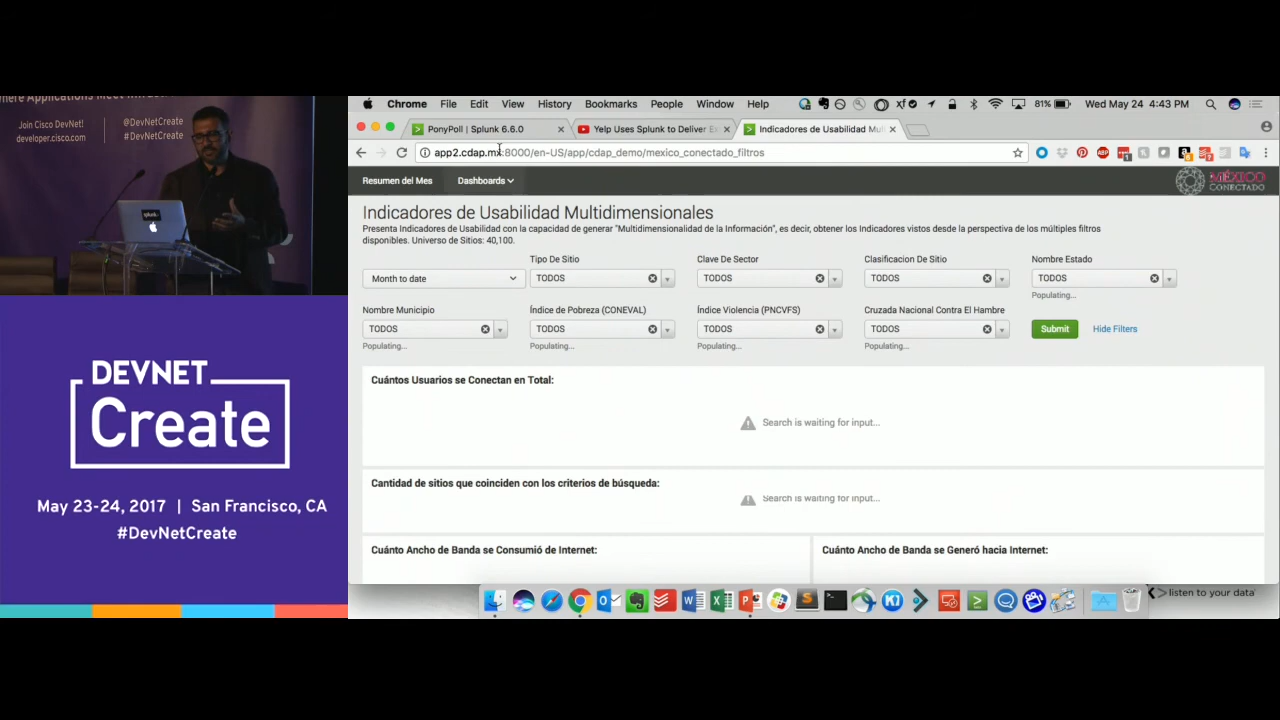 where Applications Meet Infrast
Join Cisco DevNet!
developer.cisco.com
@DevNetCreate
#DevNetCreate
splunk>
DEVNET
Create
May 23-24, 2017 | San Francisco, CA
#DevNetCreate
Chrome File Edit View History Bookmarks People Window Help 81% Wed May 24 4:43 PM
PonyPoll | Splunk 6.6.0
Yelp Uses Splunk to Deliver E
Indicadores de Usabilidad Mul
app2.cdap.mx:8000/en-US/app/cdap_demo/mexico_conectado_filtros
Resumen del Mes Dashboards
MÉXICO
CONECTADO
Indicadores de Usabilidad Multidimensionales
Presenta Indicadores de Usabilidad con la capacidad de generar "Multidimensionalidad de la Información", es decir, obtener los Indicadores vistos desde la perspectiva de los múltiples filtros
disponibles. Universo de Sitios: 40,100.
Tipo De Sitio Clave De Sector Clasificacion De Sitio Nombre Estado
Month to date TODOS TODOS TODOS TODOS
Populating...
Nombre Municipio Índice de Pobreza (CONEVAL) Índice Violencia (PNCVFS) Cruzada Nacional Contra El Hambre
TODOS TODOS TODOS TODOS Submit Hide Filters
Populating... Populating... Populating... Populating...
Cuántos Usuarios se Conectan en Total:
Search is waiting for input...
Cantidad de sitios que coinciden con los criterios de búsqueda:
Search is waiting for input...
Cuánto Ancho de Banda se Consumió de Internet: Cuánto Ancho de Banda se Generó hacia Internet:
listen to your data